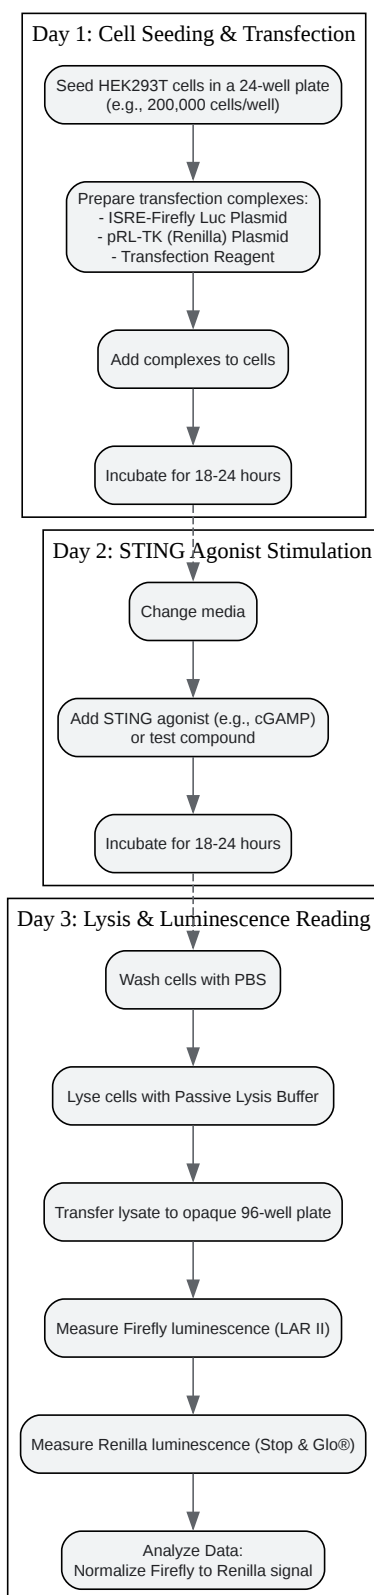 Day 1: Cell Seeding & Transfection
Seed HEK293T cells in a 24-well plate
(e.g., 200,000 cells/well)
Prepare transfection complexes:
- ISRE-Firefly Luc Plasmid
- pRL-TK (Renilla) Plasmid
- Transfection Reagent
Add complexes to cells
Incubate for 18-24 hours
Day 2: STING Agonist Stimulation
Change media
Add STING agonist (e.g., cGAMP)
or test compound
Incubate for 18-24 hours
Day 3: Lysis & Luminescence Reading
Wash cells with PBS
Lyse cells with Passive Lysis Buffer
Transfer lysate to opaque 96-well plate
Measure Firefly luminescence (LAR II)
Measure Renilla luminescence (Stop & Glo®)
Analyze Data:
Normalize Firefly to Renilla signal